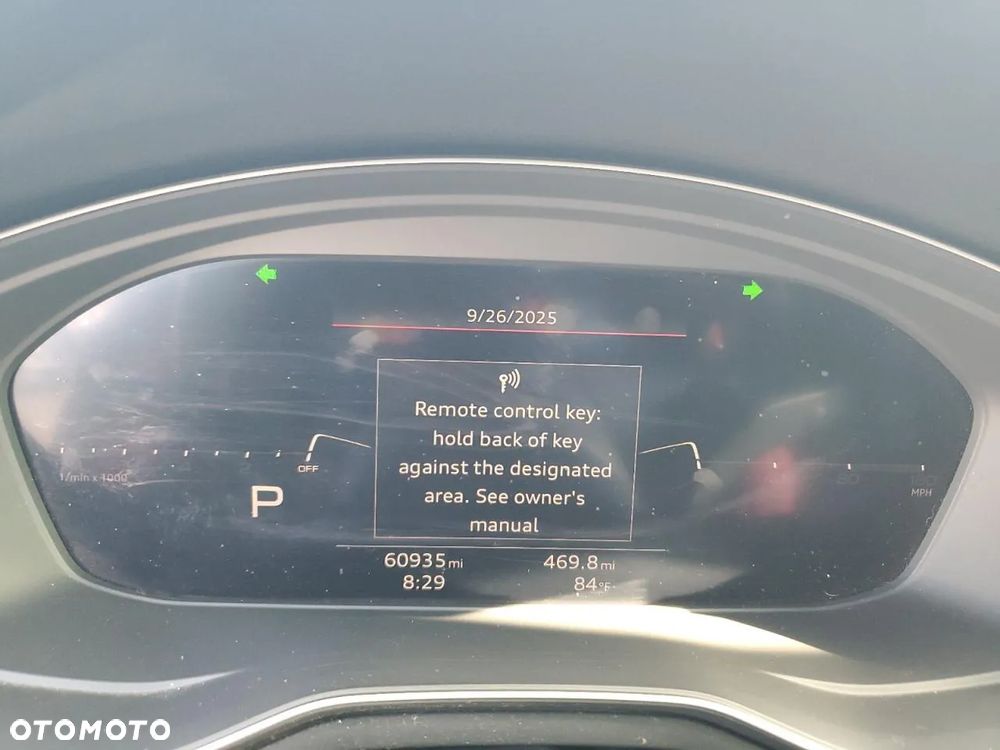 9/26/2025
Remote control key:
hold back of key
against the designated
area. See owner's
manual
OFF
1/min x 1000
P
80
MPH
60935 mi
469.8 mi
8:29
84°F
OTOMOTO